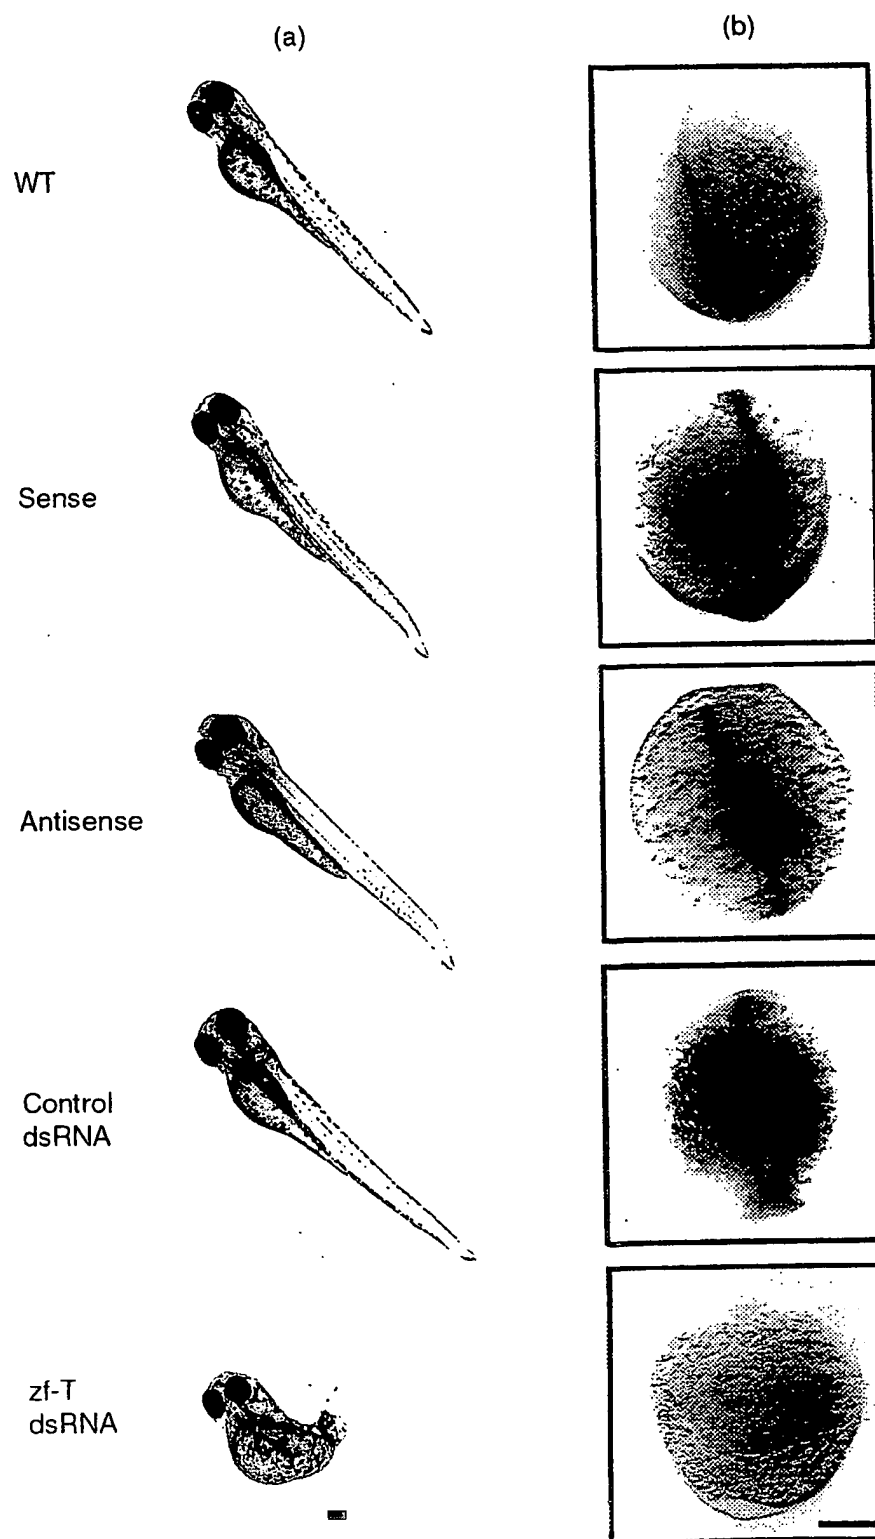 (a)
(b)
WT
Sense
Antisense
Control
dsRNA
zf-T
dsRNA